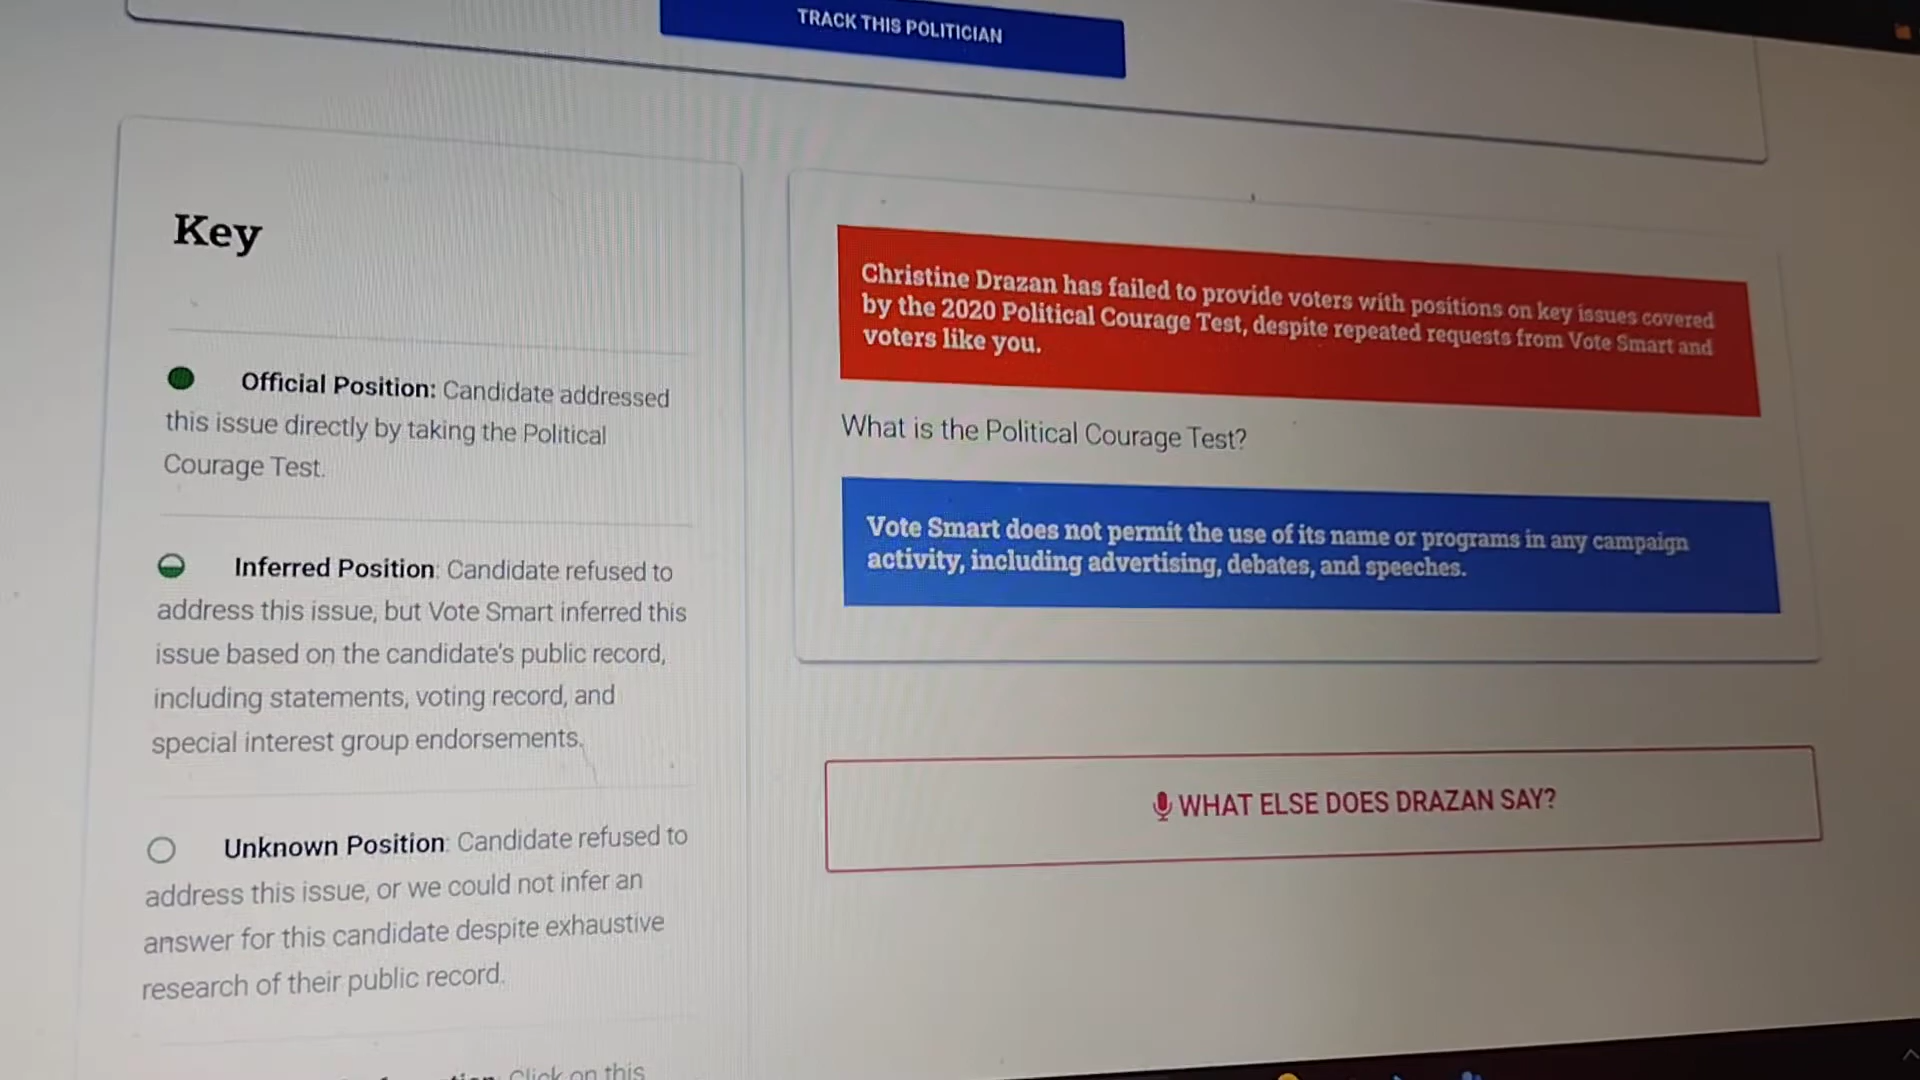 TRACK THIS POLITICIAN
Key
Official Position: Candidate addressed
this issue directly by taking the Political
Courage Test.
Inferred Position: Candidate refused to
address this issue, but Vote Smart inferred this
issue based on the candidate's public record,
including statements, voting record, and
special interest group endorsements.
Unknown Position: Candidate refused to
address this issue, or we could not infer an
answer for this candidate despite exhaustive
research of their public record.
Click on this
Christine Drazan has failed to provide voters with positions on key issues covered
by the 2020 Political Courage Test, despite repeated requests from Vote Smart and
voters like you.
What is the Political Courage Test?
Vote Smart does not permit the use of its name or programs in any campaign
activity, including advertising, debates, and speeches.
WHAT ELSE DOES DRAZAN SAY?